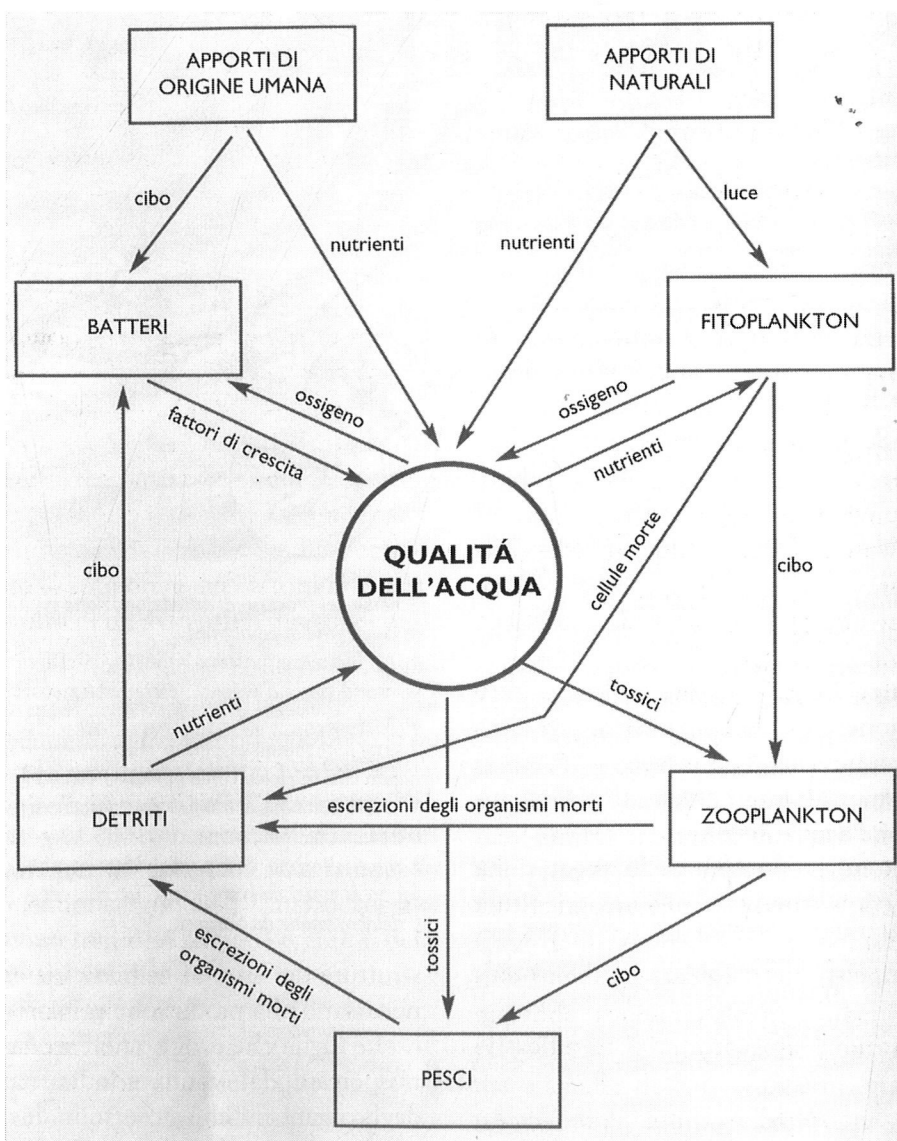 APPORTI DI
ORIGINE UMANA
APPORTI DI
NATURALI
cibo
nutrienti
nutrienti
luce
BATTERI
FITOPLANKTON
ossigeno
fattori di crescita
ossigeno
nutrienti
QUALITÁ
DELL'ACQUA
cellule morte
cibo
cibo
nutrienti
tossici
DETRITI
escrezioni degli organismi morti
ZOOPLANKTON
escrezioni degli
organismi morti
tossici
cibo
PESCI